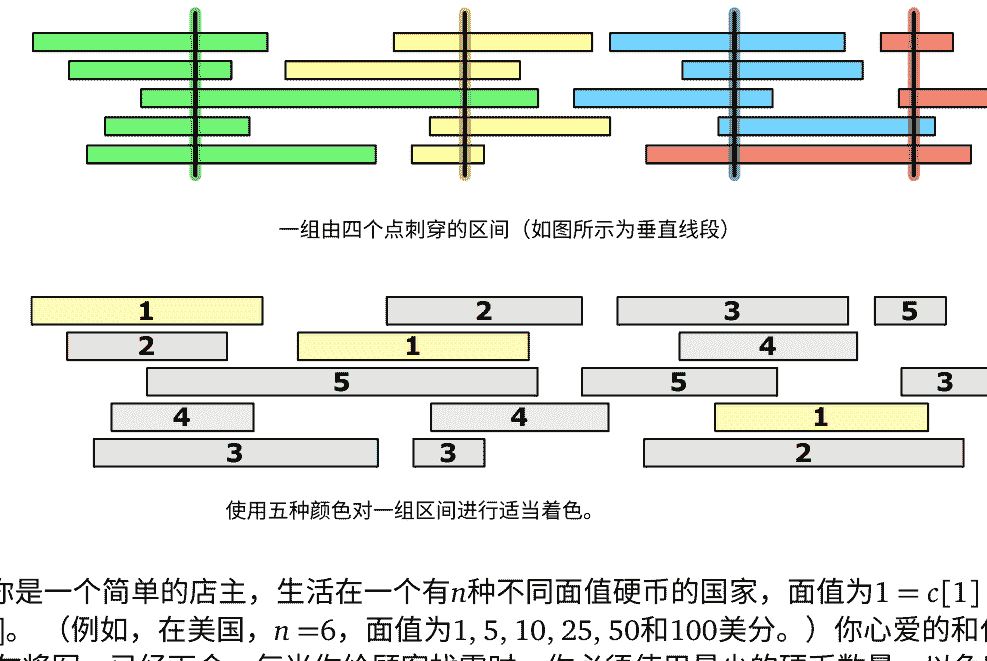 一组由四个点刺穿的区间（如图所示为垂直线段）
1 2 3 5
2 1 4
5 5 3
4 4 1
3 3 2
使用五种颜色对一组区间进行适当着色。
你是一个简单的店主，生活在一个有n种不同面值硬币的国家，面值为1 = c[1]
]。（例如，在美国，n =6，面值为1, 5, 10, 25, 50和100美分。）你心爱的和